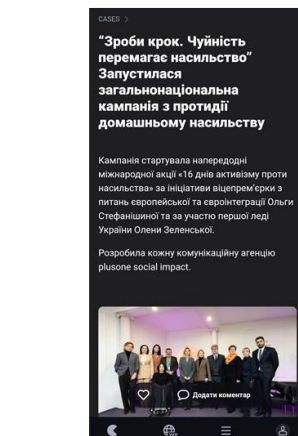 CASES >
“Зроби крок. Чуйність
перемагає насильство”
Запустилася
загальнонаціональна
кампанія з протидії
домашньому насильству
Кампанія стартувала напередодні
міжнародної акції «16 днів активізму проти
насильства» за ініціативи віцепрем’єрки з
питань європейської та євроінтеграції Ольги
Стефанішиної та за участю першої леді
України Олени Зеленської.
Розробила кожну комунікаційну агенцію
plusone social impact.
Додати коментар